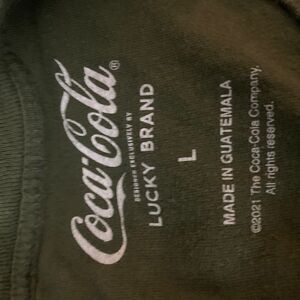 Coca-Cola®
DESIGNED EXCLUSIVELY BY
LUCKY BRAND
L
MADE IN GUATEMALA
©2021 The Coca-Cola Company.
All rights reserved.